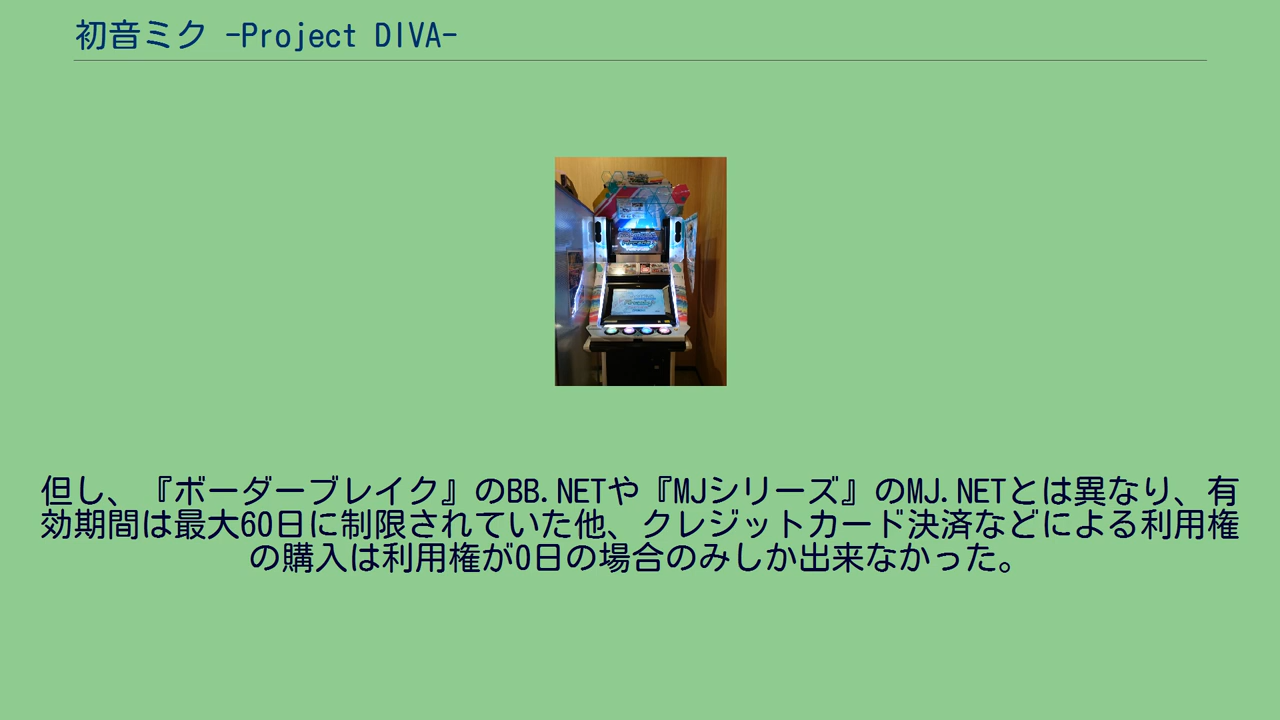 初音ミク -Project DIVA-
但し、『ボーダーブレイク』のBB.NETや『MJシリーズ』のMJ.NETとは異なり、有
効期間は最大60日に制限されていた他、クレジットカード決済などによる利用権
の購入は利用権が0日の場合のみしか出来なかった。